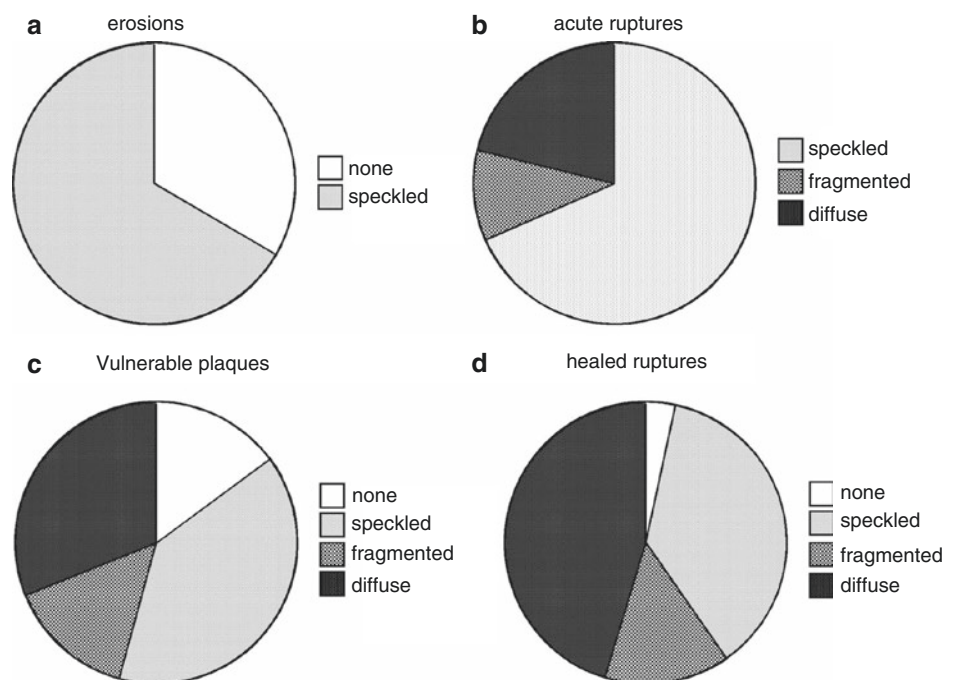 a erosions
none
speckled
b acute ruptures
speckled
fragmented
diffuse
c Vulnerable plaques
none
speckled
fragmented
diffuse
d healed ruptures
none
speckled
fragmented
diffuse